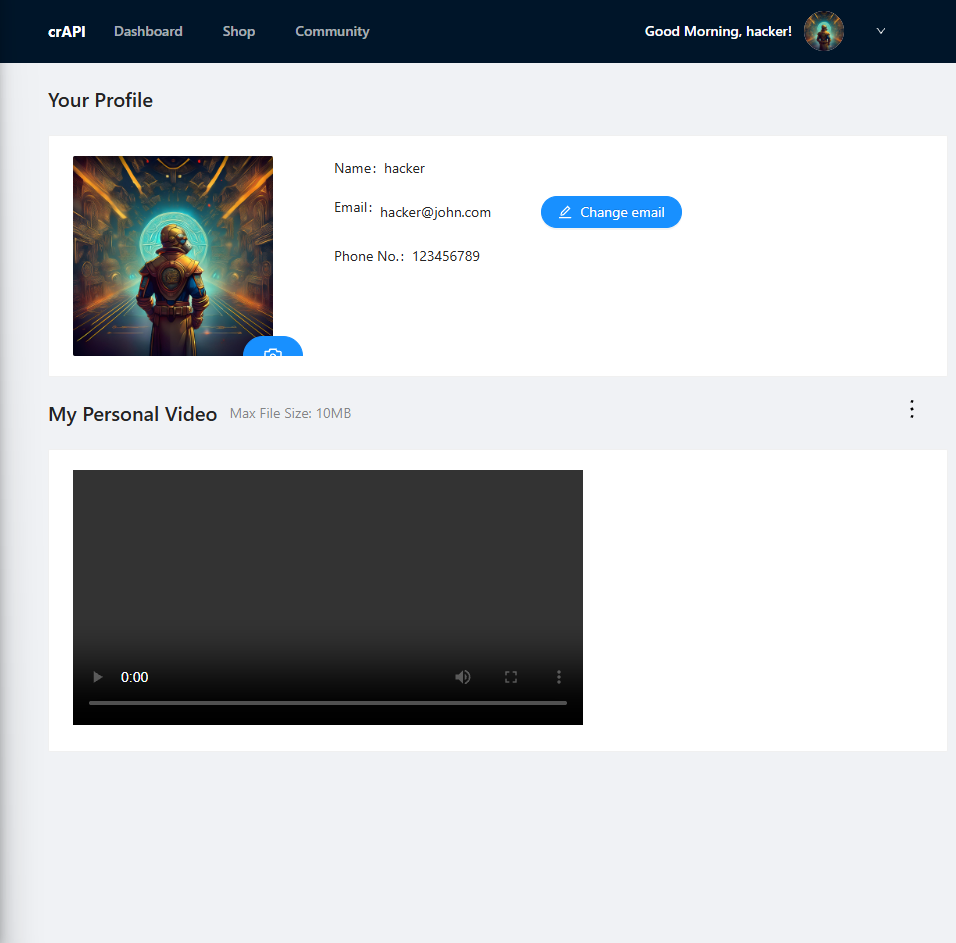 crAPI Dashboard Shop Community Good Morning, hacker!
Your Profile
Name: hacker
Email: hacker@john.com Change email
Phone No.: 123456789
My Personal Video Max File Size: 10MB
0:00